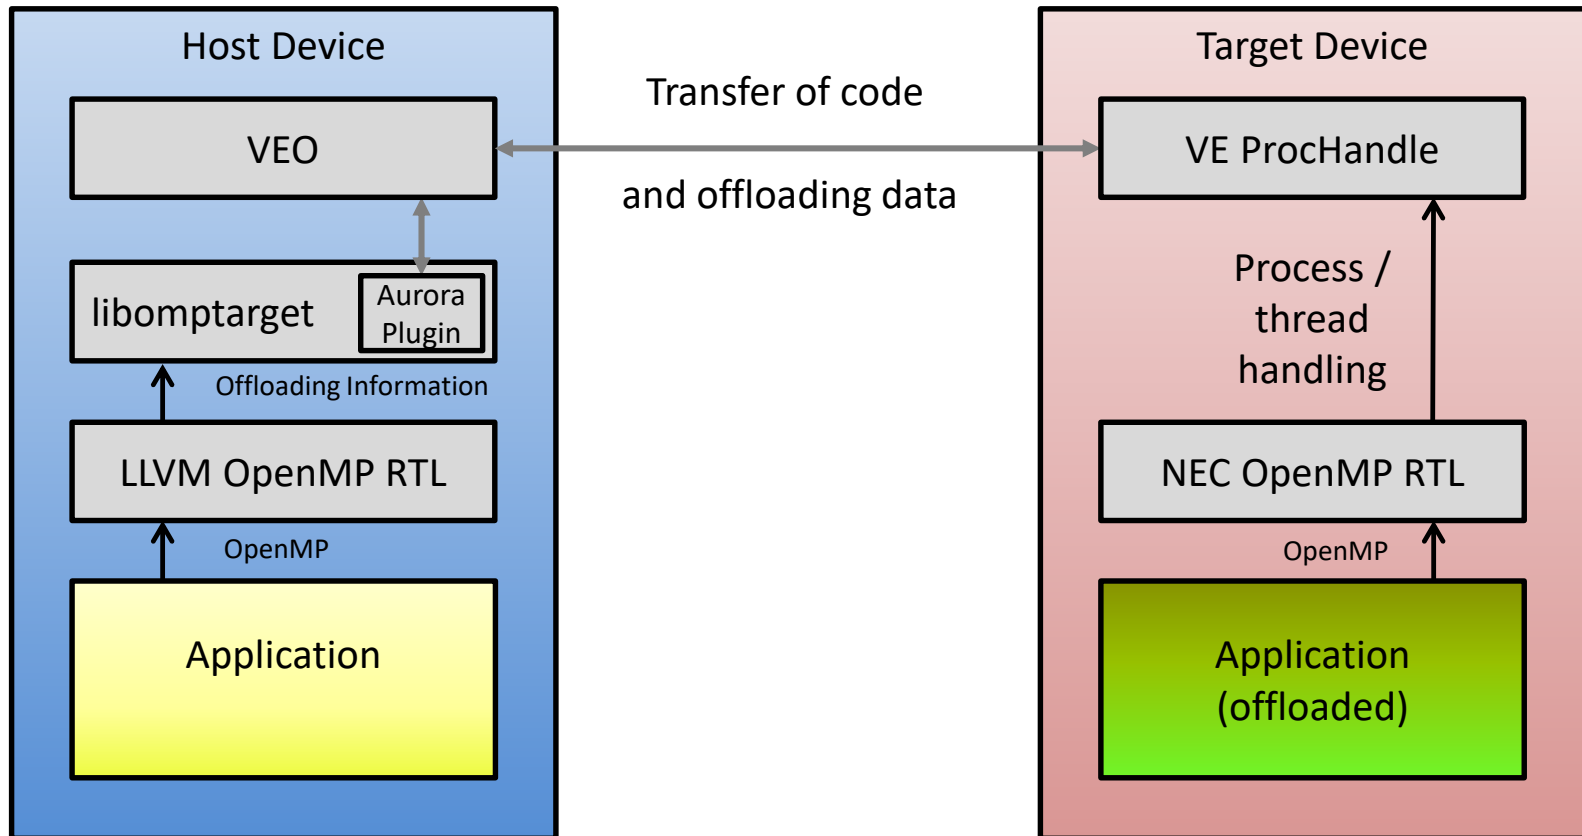 Host Device
VEO
libomptarget
Aurora
Plugin
Offloading Information
LLVM OpenMP RTL
OpenMP
Application
Transfer of code
and offloading data
Target Device
VE ProcHandle
Process /
thread
handling
NEC OpenMP RTL
OpenMP
Application
(offloaded)